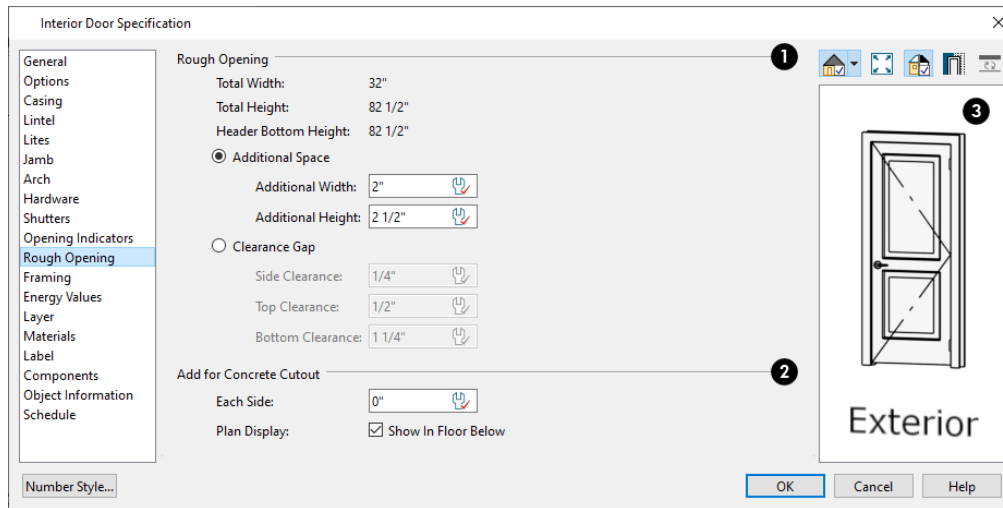 Interior Door Specification
General
Options
Casing
Lintel
Lites
Jamb
Arch
Hardware
Shutters
Opening Indicators
Rough Opening
Framing
Energy Values
Layer
Materials
Label
Components
Object Information
Schedule
Rough Opening 1
Total Width: 32"
Total Height: 82 1/2"
Header Bottom Height: 82 1/2"
Additional Space
Additional Width: 2"
Additional Height: 2 1/2"
Clearance Gap
Side Clearance: 1/4"
Top Clearance: 1/2"
Bottom Clearance: 1 1/4"
Add for Concrete Cutout 2
Each Side: 0"
Plan Display: Show In Floor Below
3
Exterior
Number Style...
OK Cancel Help